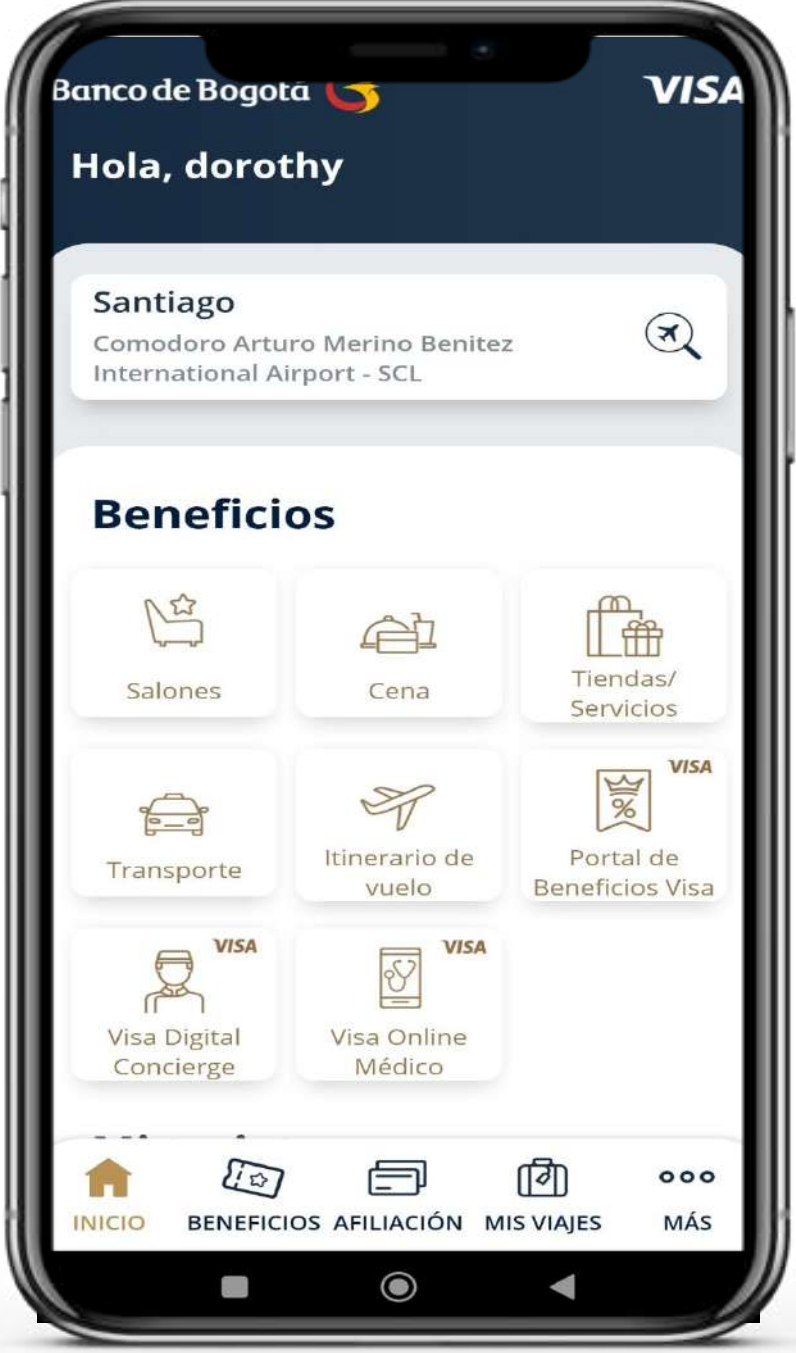 Banco de Bogotá
VISA
Hola, dorothy
Santiago
Comodoro Arturo Merino Benitez
International Airport - SCL
Beneficios
Salones
Cena
Tiendas/
Servicios
Transporte
Itinerario de
vuelo
VISA
%
Portal de
Beneficios Visa
VISA
Visa Digital
Concierge
VISA
Visa Online
Médico
INICIO
BENEFICIOS
AFILIACIÓN
MIS VIAJES
MÁS